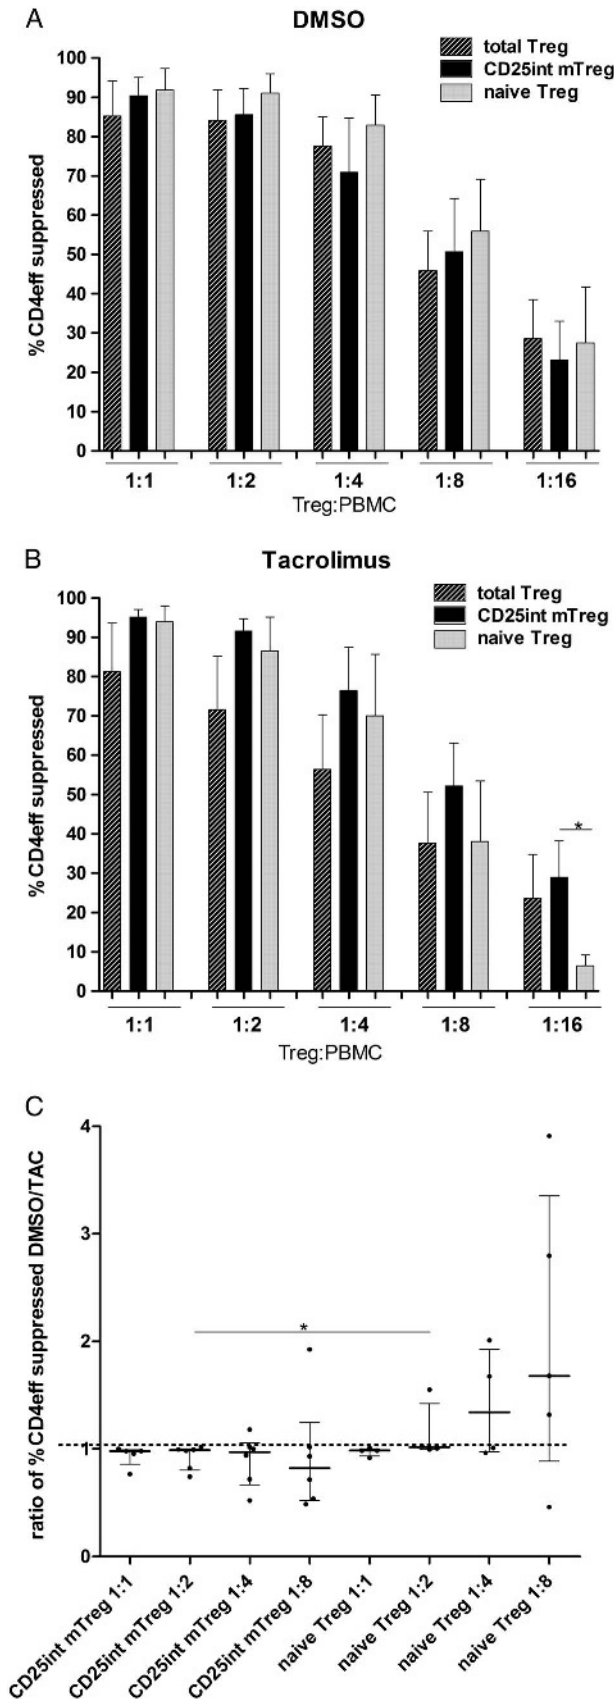 A
DMSO
total Treg
CD25int mTreg
naive Treg
%CD4eff suppressed
100
90
80
70
60
50
40
30
20
10
0
1:1 1:2 1:4 1:8 1:16
Treg:PBMC
B
Tacrolimus
total Treg
CD25int mTreg
naive Treg
%CD4eff suppressed
100
90
80
70
60
50
40
30
20
10
0
*
1:1 1:2 1:4 1:8 1:16
Treg:PBMC
C
ratio of % CD4eff suppressed DMSO/TAC
4
3
2
1
0
*
CD25int mTreg 1:1
CD25int mTreg 1:2
CD25int mTreg 1:4
CD25int mTreg 1:8
naive Treg 1:1
naive Treg 1:2
naive Treg 1:4
naive Treg 1:8